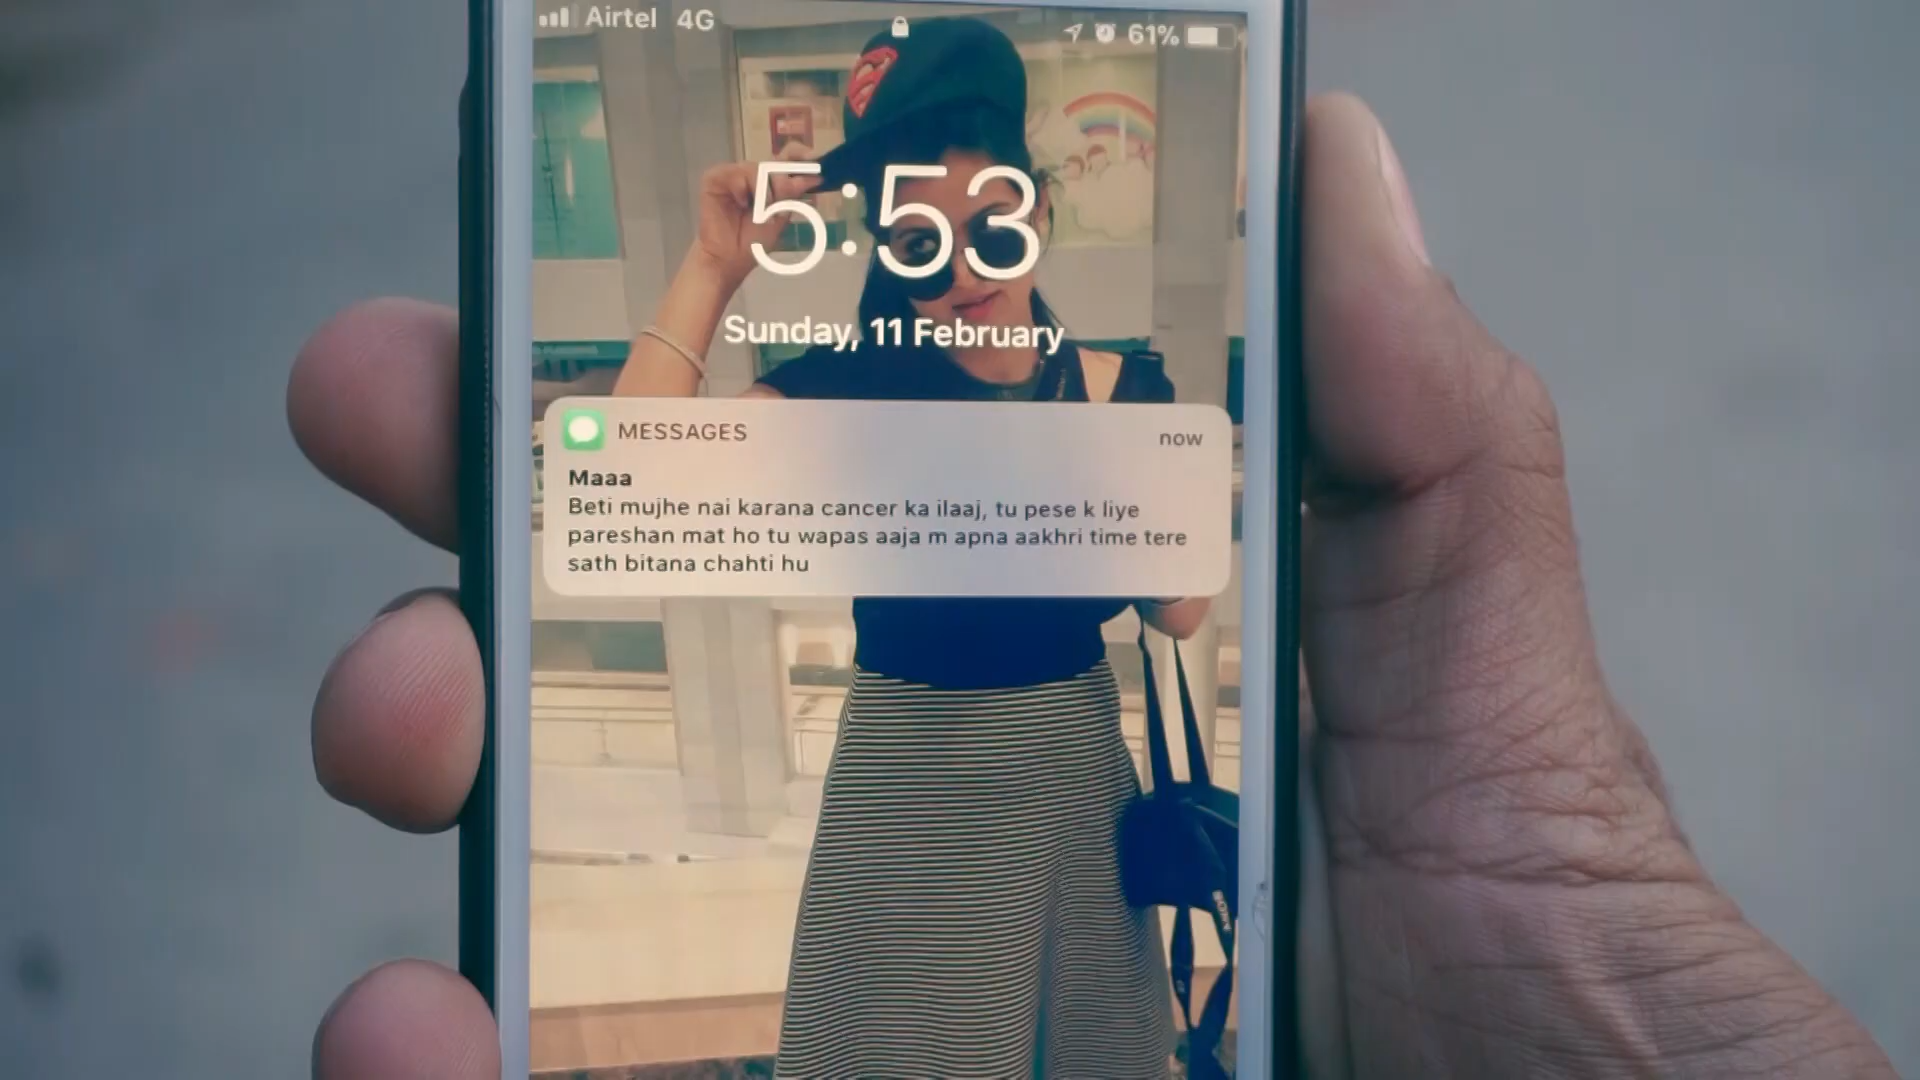 Airtel 4G 61%
5:53
Sunday, 11 February
MESSAGES now
Maaa
Beti mujhe nai karana cancer ka ilaaj, tu pese k liye
pareshan mat ho tu wapas aaja m apna aakhri time tere
sath bitana chahti hu
SONY